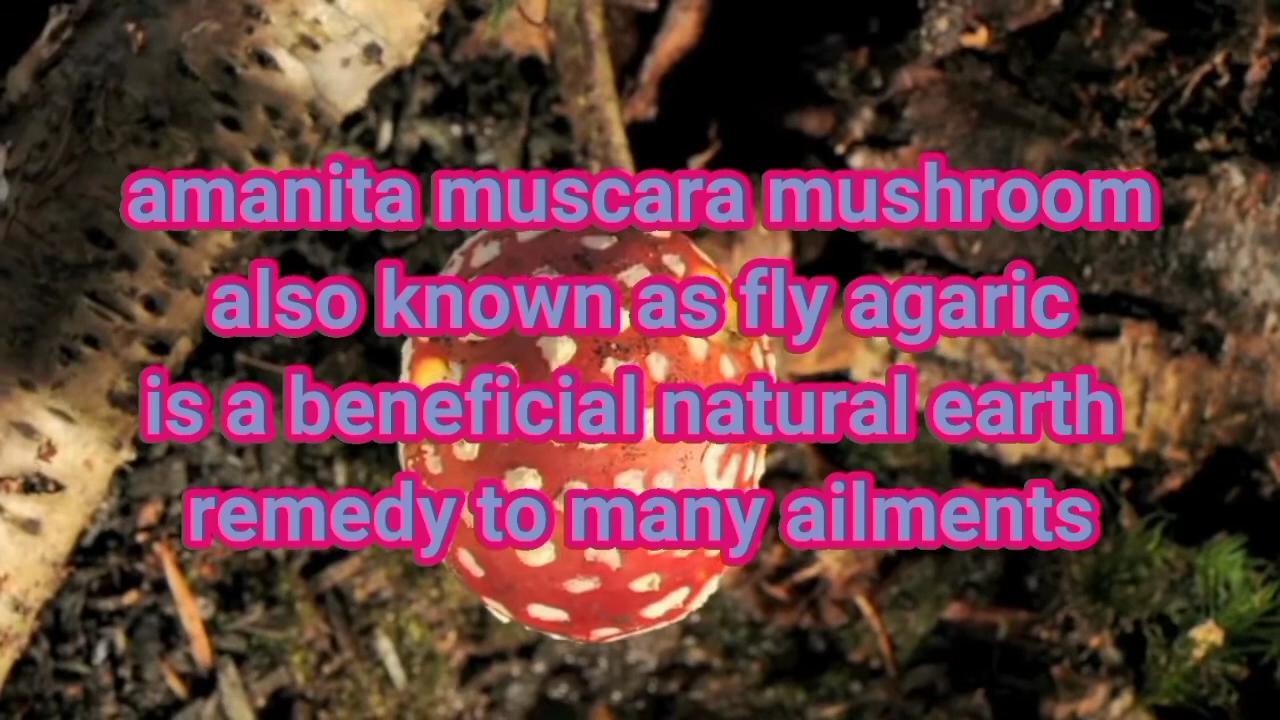 amanita muscara mushroom
also known as fly agaric
is a beneficial natural earth
remedy to many ailments